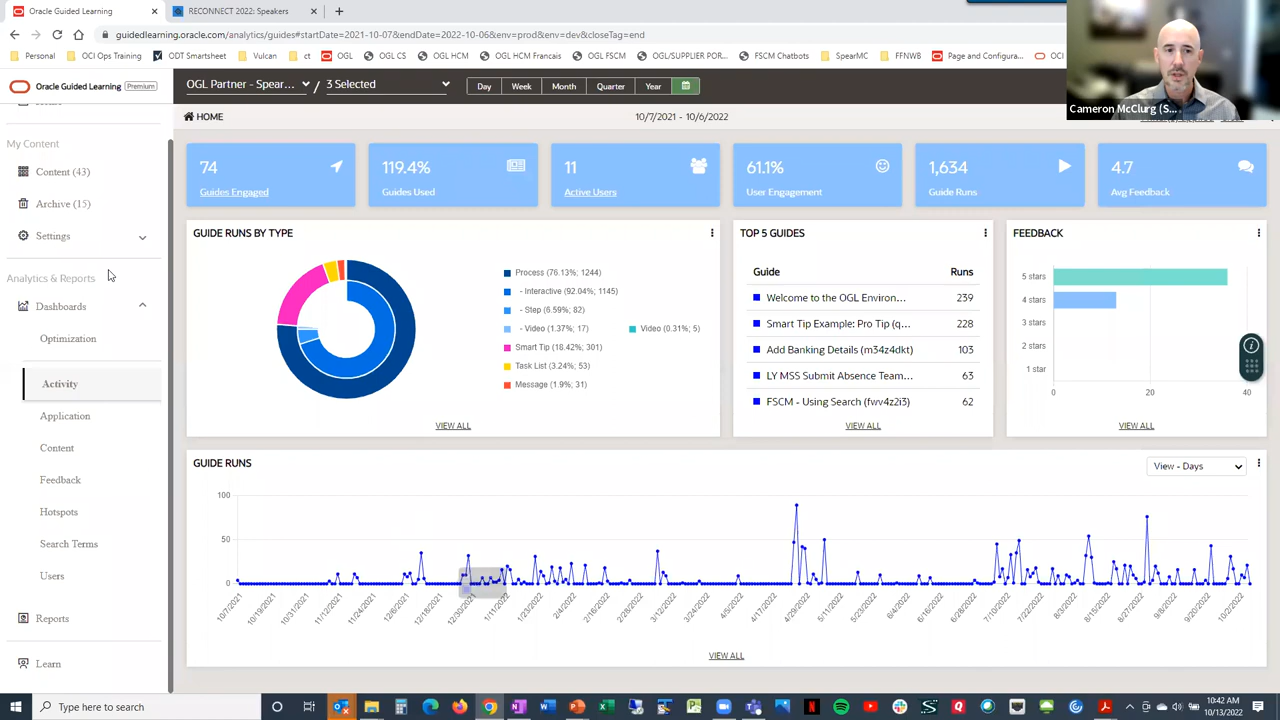 Oracle Guided Learning
RECONNECT 2022: Speakers
guidedlearning.oracle.com/analytics/guides#startDate=2021-10-07&endDate=2022-10-06&env=prod&env=dev&closeTag=end
Personal
OCI Ops Training
ODT Smartsheet
Vulcan
ct
OGL
OGL CS
OGL HCM
Oracle HCM
OGL FSCM
OGL/SUPPLIER POR...
FSCM Chatbots
SpearMC
FFNWB
Page and Configura...
OCI
Cameron McClurg (S...
Oracle Guided Learning
Premium
OGL Partner - Spear...
3 Selected
Day
Week
Month
Quarter
Year
HOME
10/7/2021 - 10/6/2022
My Content
Content (43)
Archive (15)
Settings
Analytics & Reports
Dashboards
Optimization
Activity
Application
Content
Feedback
Hotspots
Search Terms
Users
Reports
Learn
74
Guides Engaged
119.4%
Guides Used
11
Active Users
61.1%
User Engagement
1,634
Guide Runs
4.7
Avg Feedback
GUIDE RUNS BY TYPE
Process (76.13%; 1244)
- Interactive (92.04%; 1145)
- Step (6.59%; 82)
- Video (1.37%; 17)
Video (0.31%; 5)
Smart Tip (18.42%; 301)
Task List (3.24%; 53)
Message (1.9%; 31)
VIEW ALL
TOP 5 GUIDES
Guide Runs
Welcome to the OGL Environ... 239
Smart Tip Example: Pro Tip (q... 228
Add Banking Details (m34z4dkt) 103
LY MSS Submit Absence Team... 63
FSCM - Using Search (fwv4z2i3) 62
VIEW ALL
FEEDBACK
5 stars
4 stars
3 stars
2 stars
1 star
0 20 40
VIEW ALL
GUIDE RUNS
View - Days
100
50
0
10/7/2021
10/19/2021
10/31/2021
11/12/2021
11/24/2021
12/6/2021
12/18/2021
12/30/2021
1/11/2022
1/23/2022
2/4/2022
2/16/2022
2/28/2022
3/12/2022
3/24/2022
4/5/2022
4/17/2022
4/29/2022
5/11/2022
5/23/2022
6/4/2022
6/16/2022
6/28/2022
7/10/2022
7/22/2022
8/3/2022
8/15/2022
8/27/2022
9/8/2022
9/20/2022
10/2/2022
VIEW ALL
Type here to search
10:42 AM
10/13/2022